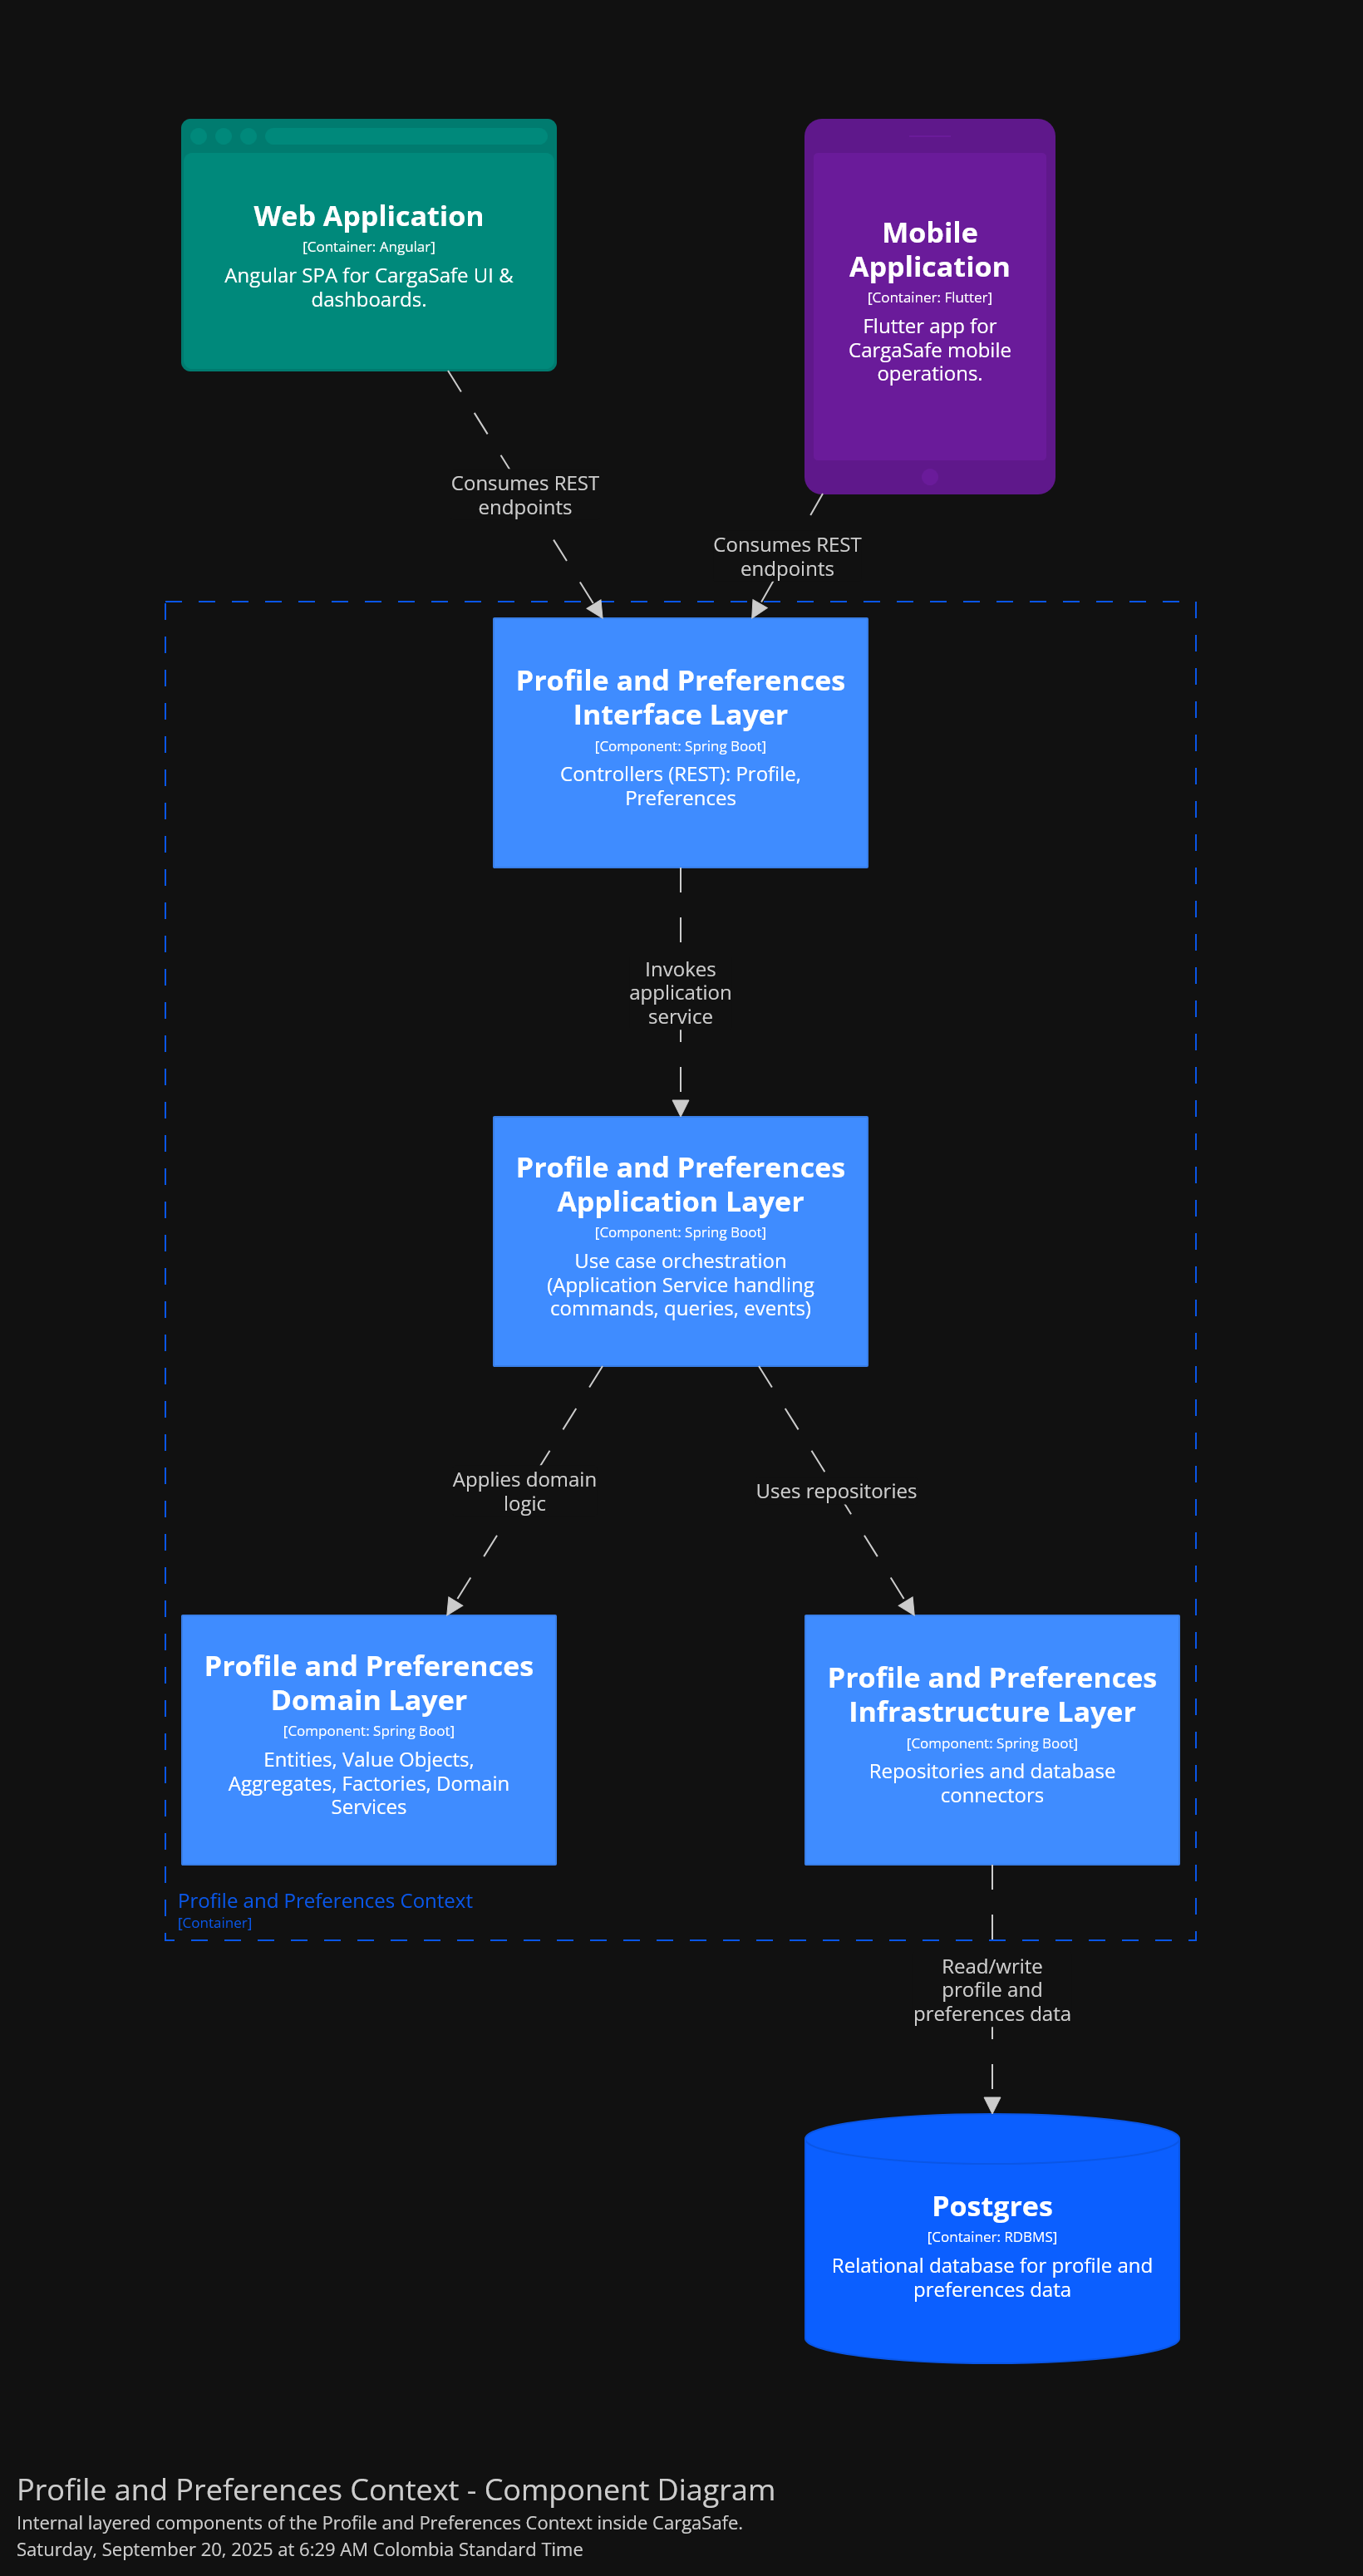 Web Application
[Container: Angular]
Angular SPA for CargaSafe UI &
dashboards.
Mobile
Application
[Container: Flutter]
Flutter app for
CargaSafe mobile
operations.
Consumes REST
endpoints
Consumes REST
endpoints
Profile and Preferences
Interface Layer
[Component: Spring Boot]
Controllers (REST): Profile,
Preferences
Invokes
application
service
Profile and Preferences
Application Layer
[Component: Spring Boot]
Use case orchestration
(Application Service handling
commands, queries, events)
Applies domain
logic
Uses repositories
Profile and Preferences
Domain Layer
[Component: Spring Boot]
Entities, Value Objects,
Aggregates, Factories, Domain
Services
Profile and Preferences
Infrastructure Layer
[Component: Spring Boot]
Repositories and database
connectors
Profile and Preferences Context
[Container]
Read/write
profile and
preferences data
Postgres
[Container: RDBMS]
Relational database for profile and
preferences data
Profile and Preferences Context - Component Diagram
Internal layered components of the Profile and Preferences Context inside CargaSafe.
Saturday, September 20, 2025 at 6:29 AM Colombia Standard Time